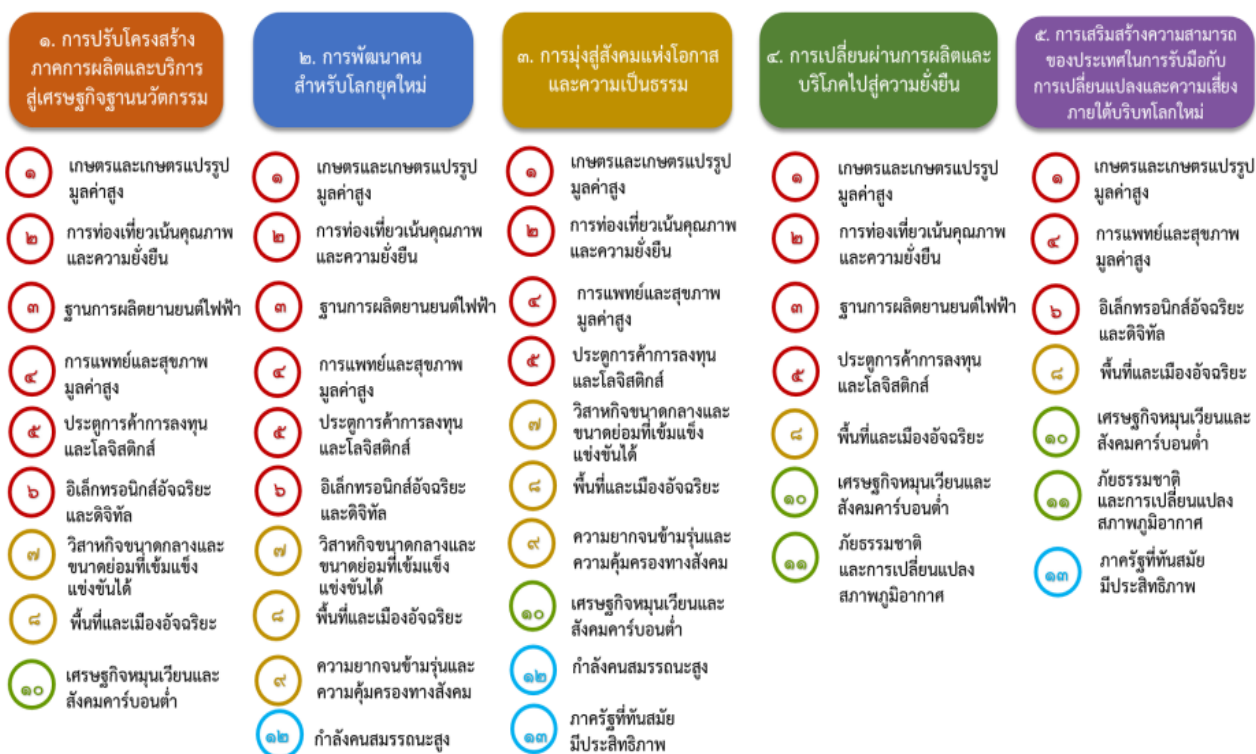 ๑. การปรับโครงสร้าง
ภาคการผลิตและบริการ
สู่เศรษฐกิจฐานนวัตกรรม
๑
เกษตรและเกษตรแปรรูป
มูลค่าสูง
๒
การท่องเที่ยวเน้นคุณภาพ
และความยั่งยืน
๓
ฐานการผลิตยานยนต์ไฟฟ้า
๔
การแพทย์และสุขภาพ
มูลค่าสูง
๕
ประตูการค้าการลงทุน
และโลจิสติกส์
๖
อิเล็กทรอนิกส์อัจฉริยะ
และดิจิทัล
๗
วิสาหกิจขนาดกลางและ
ขนาดย่อมที่เข้มแข็ง
แข่งขันได้
๘
พื้นที่และเมืองอัจฉริยะ
๑๐
เศรษฐกิจหมุนเวียนและ
สังคมคาร์บอนต่ำ
๒. การพัฒนาคน
สำหรับโลกยุคใหม่
๑
เกษตรและเกษตรแปรรูป
มูลค่าสูง
๒
การท่องเที่ยวเน้นคุณภาพ
และความยั่งยืน
๓
ฐานการผลิตยานยนต์ไฟฟ้า
๔
การแพทย์และสุขภาพ
มูลค่าสูง
๕
ประตูการค้าการลงทุน
และโลจิสติกส์
๖
อิเล็กทรอนิกส์อัจฉริยะ
และดิจิทัล
๗
วิสาหกิจขนาดกลางและ
ขนาดย่อมที่เข้มแข็ง
แข่งขันได้
๘
พื้นที่และเมืองอัจฉริยะ
๙
ความยากจนข้ามรุ่นและ
ความคุ้มครองทางสังคม
๑๒
กำลังคนสมรรถนะสูง
๓. การมุ่งสู่สังคมแห่งโอกาส
และความเป็นธรรม
๑
เกษตรและเกษตรแปรรูป
มูลค่าสูง
๒
การท่องเที่ยวเน้นคุณภาพ
และความยั่งยืน
๔
การแพทย์และสุขภาพ
มูลค่าสูง
๕
ประตูการค้าการลงทุน
และโลจิสติกส์
๗
วิสาหกิจขนาดกลางและ
ขนาดย่อมที่เข้มแข็ง
แข่งขันได้
๘
พื้นที่และเมืองอัจฉริยะ
๙
ความยากจนข้ามรุ่นและ
ความคุ้มครองทางสังคม
๑๐
เศรษฐกิจหมุนเวียนและ
สังคมคาร์บอนต่ำ
๑๒
กำลังคนสมรรถนะสูง
๑๓
ภาครัฐที่ทันสมัย
มีประสิทธิภาพ
๔. การเปลี่ยนผ่านการผลิตและ
บริโภคไปสู่ความยั่งยืน
๑
เกษตรและเกษตรแปรรูป
มูลค่าสูง
๒
การท่องเที่ยวเน้นคุณภาพ
และความยั่งยืน
๓
ฐานการผลิตยานยนต์ไฟฟ้า
๕
ประตูการค้าการลงทุน
และโลจิสติกส์
๘
พื้นที่และเมืองอัจฉริยะ
๑๐
เศรษฐกิจหมุนเวียนและ
สังคมคาร์บอนต่ำ
๑๑
ภัยธรรมชาติ
และการเปลี่ยนแปลง
สภาพภูมิอากาศ
๕. การเสริมสร้างความสามารถ
ของประเทศในการรับมือกับ
การเปลี่ยนแปลงและความเสี่ยง
ภายใต้บริบทโลกใหม่
๑
เกษตรและเกษตรแปรรูป
มูลค่าสูง
๔
การแพทย์และสุขภาพ
มูลค่าสูง
๖
อิเล็กทรอนิกส์อัจฉริยะ
และดิจิทัล
๘
พื้นที่และเมืองอัจฉริยะ
๑๐
เศรษฐกิจหมุนเวียนและ
สังคมคาร์บอนต่ำ
๑๑
ภัยธรรมชาติ
และการเปลี่ยนแปลง
สภาพภูมิอากาศ
๑๓
ภาครัฐที่ทันสมัย
มีประสิทธิภาพ